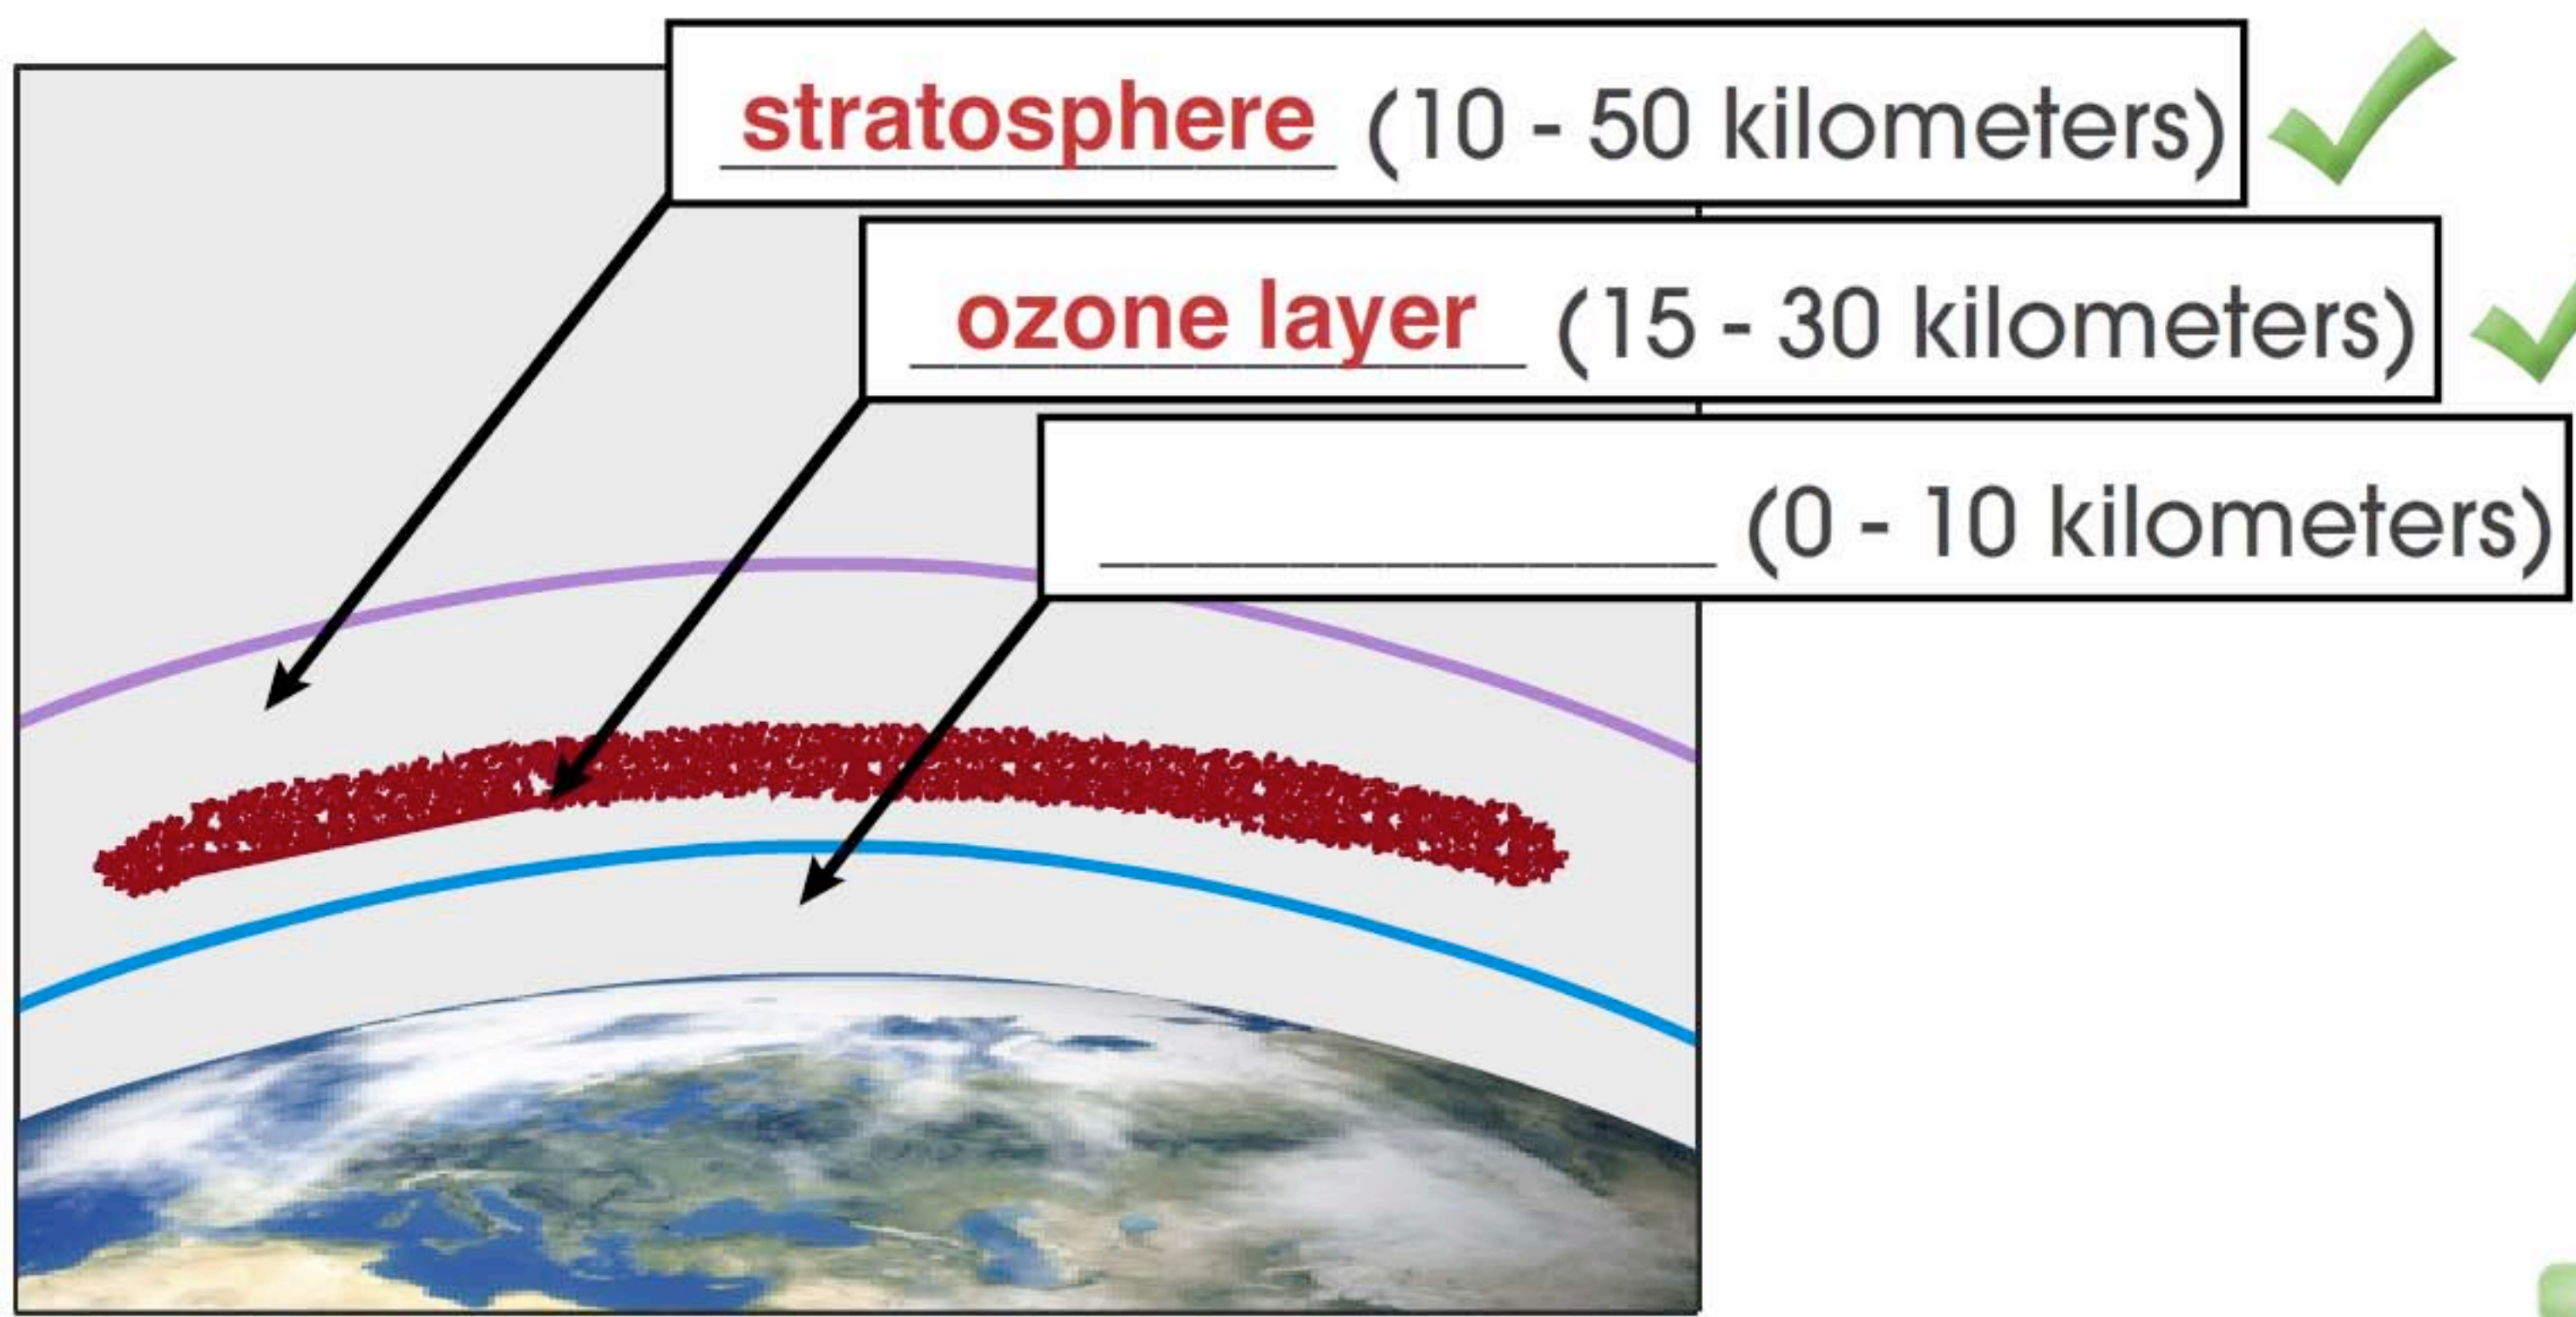 stratosphere (10 - 50 kilometers)
ozone layer (15 - 30 kilometers)
(0 - 10 kilometers)